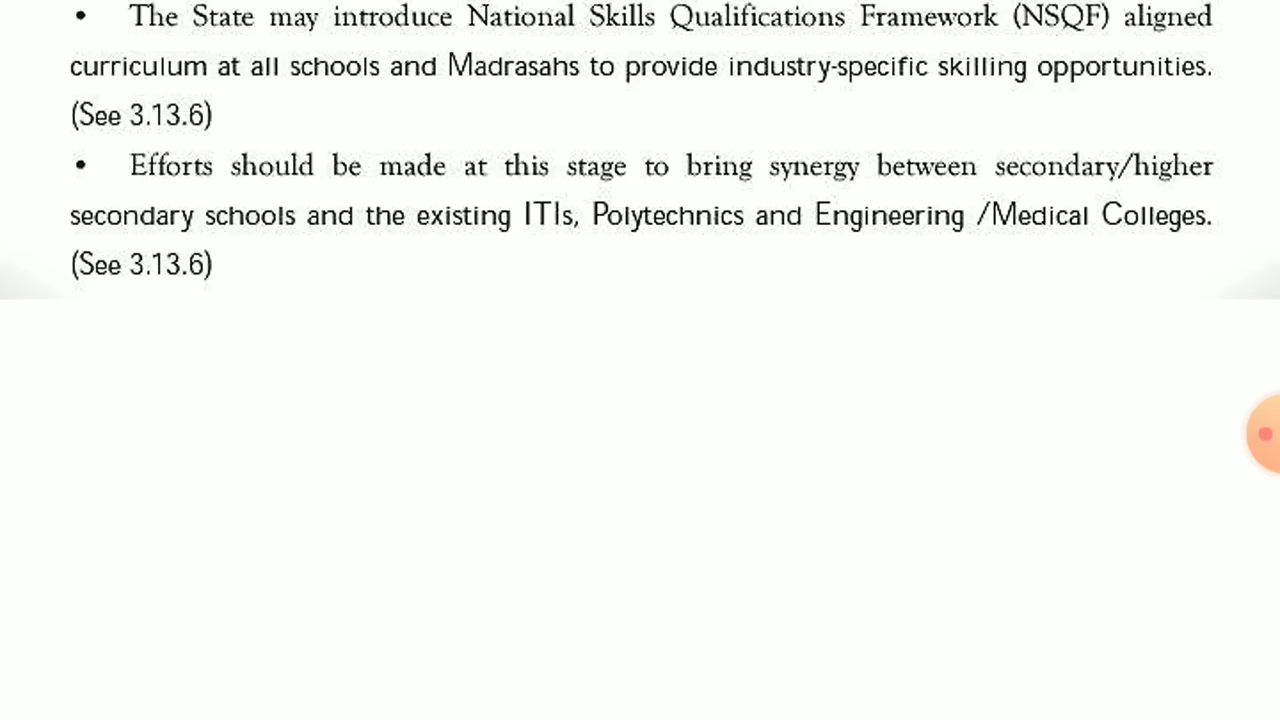 • The State may introduce National Skills Qualifications Framework (NSQF) aligned
curriculum at all schools and Madrasahs to provide industry-specific skilling opportunities.
(See 3.13.6)
• Efforts should be made at this stage to bring synergy between secondary/higher
secondary schools and the existing ITIs, Polytechnics and Engineering /Medical Colleges.
(See 3.13.6)